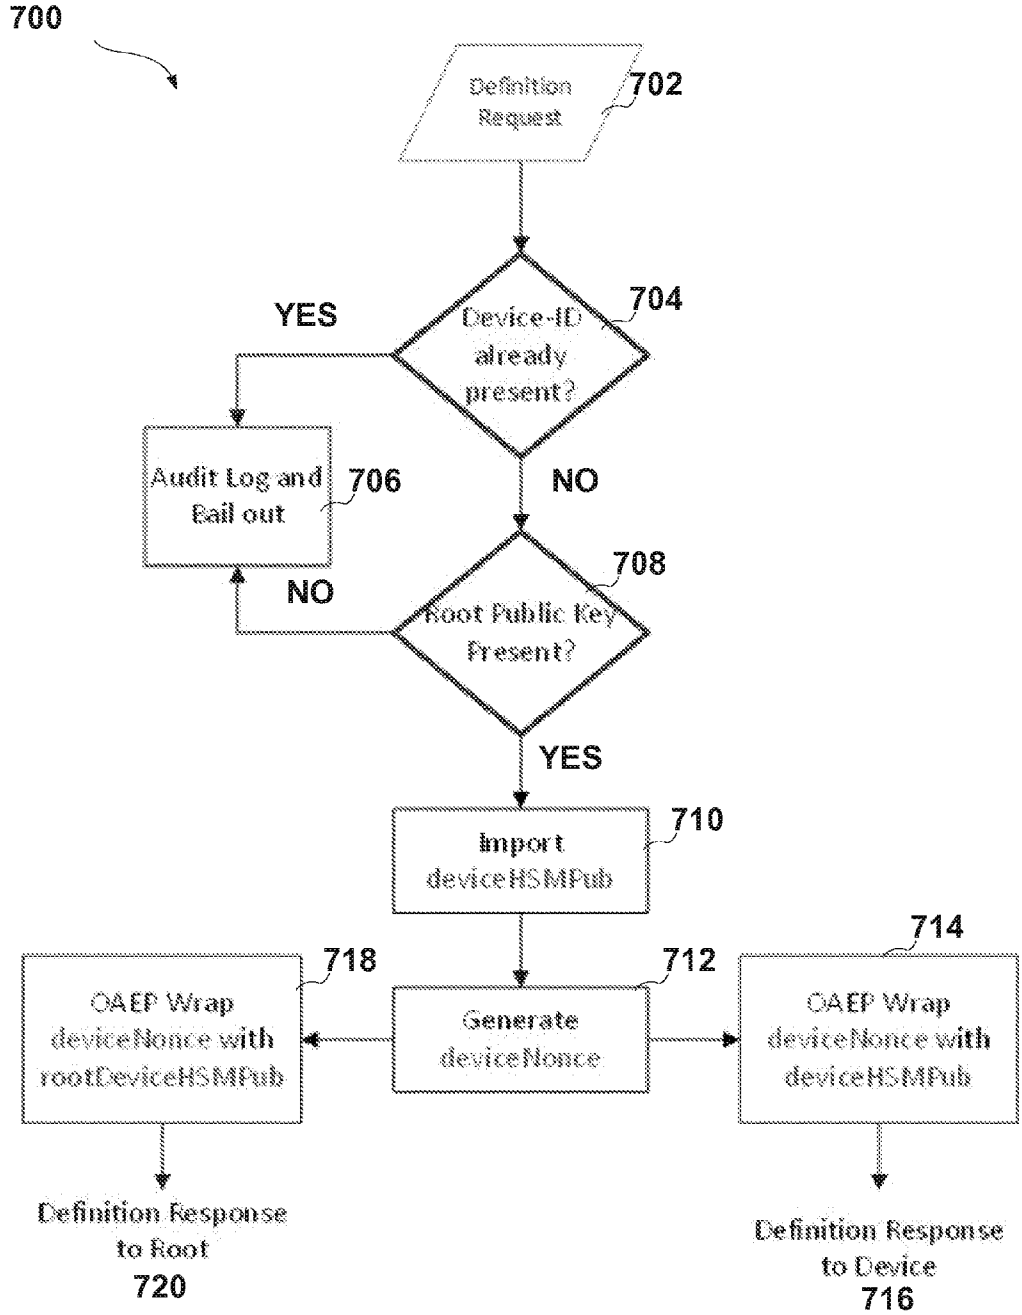 700
Definition
Request
702
Device-ID
already
present?
704
YES
NO
Audit Log and
Bail out
706
NO
Root Public Key
Present?
708
YES
Import
deviceHSMPub
710
OAEP Wrap
deviceNonce with
rootDeviceHSMPub
718
Generate
deviceNonce
712
OAEP Wrap
deviceNonce with
deviceHSMPub
714
Definition Response
to Root
720
Definition Response
to Device
716